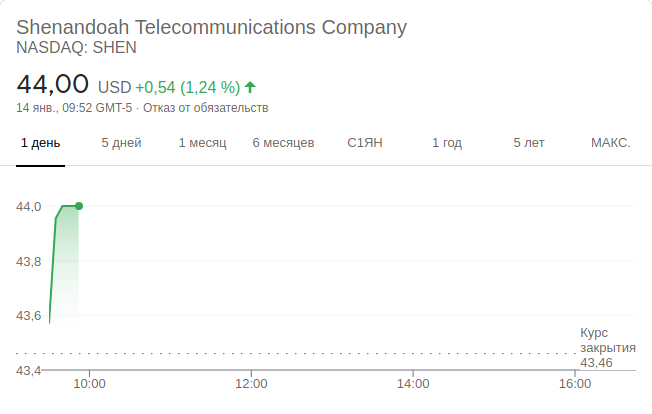 Shenandoah Telecommunications Company
NASDAQ: SHEN
44,00 USD +0,54 (1,24 %)
14 янв., 09:52 GMT-5 · Отказ от обязательств
1 день 5 дней 1 месяц 6 месяцев С1ЯН 1 год 5 лет МАКС.
44,0
43,8
43,6
Курс
закрытия
43,46
43,4
10:00 12:00 14:00 16:00